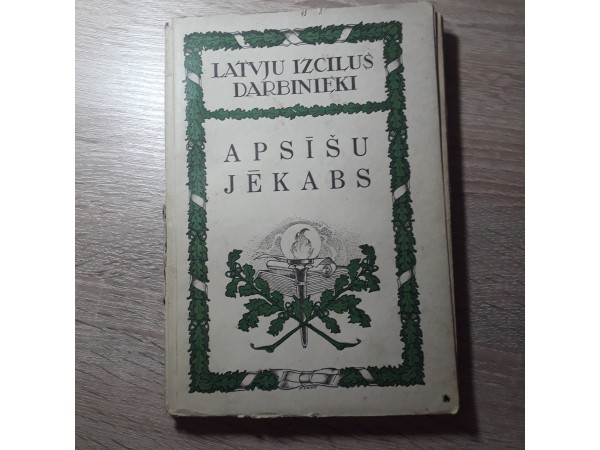 LATVJU IZCILUS
DARBINIEKI
APSĪŠU
JĒKABS